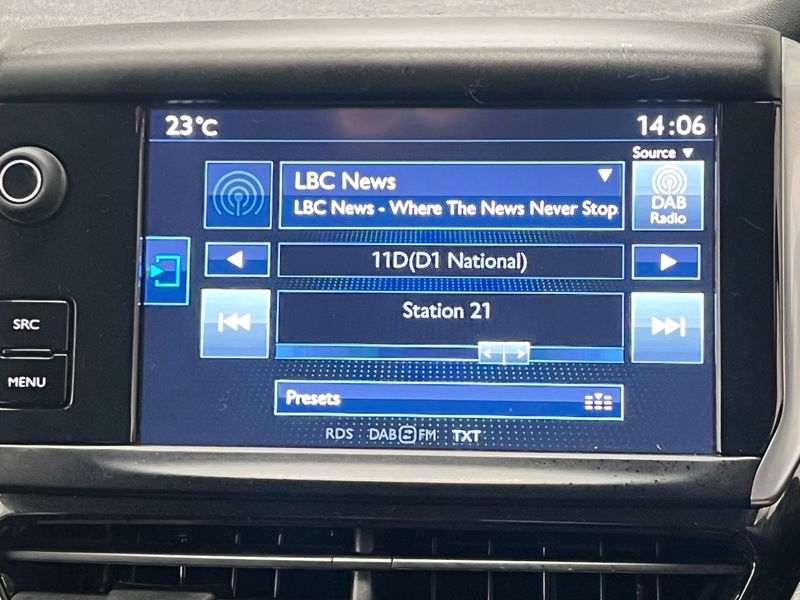 23°C
14:06
Source ▼
LBC News
LBC News - Where The News Never Stop
DAB
Radio
11D(D1 National)
Station 21
SRC
MENU
Presets
RDS DAB FM TXT